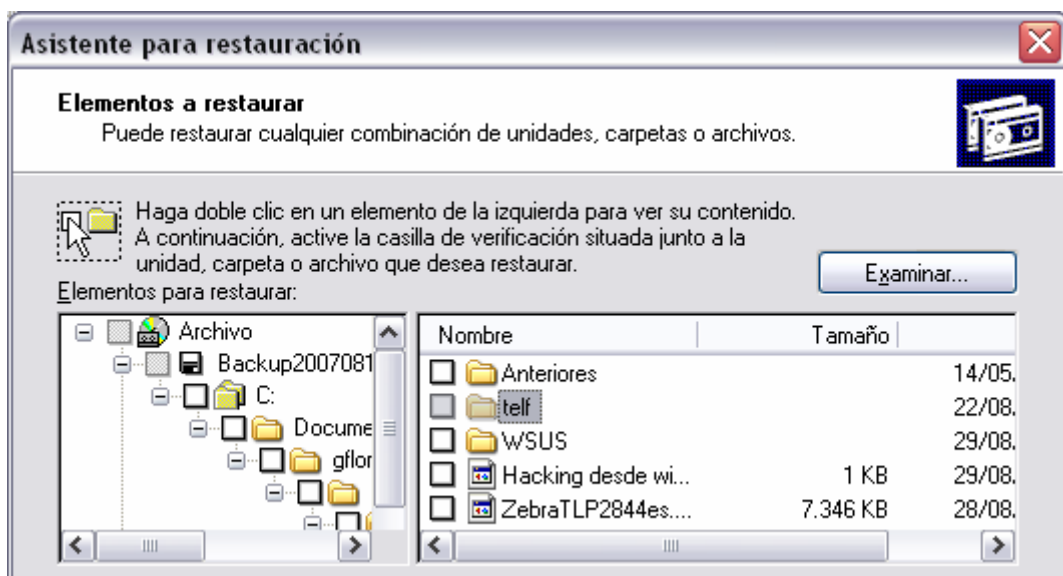 Asistente para restauración
Elementos a restaurar
Puede restaurar cualquier combinación de unidades, carpetas o archivos.
Haga doble clic en un elemento de la izquierda para ver su contenido.
A continuación, active la casilla de verificación situada junto a la
unidad, carpeta o archivo que desea restaurar.
Examinar...
Elementos para restaurar:
Archivo
Backup2007081
C:
Docume
gflor
Nombre Tamaño
Anteriores 14/05.
telf 22/08.
WSUS 29/08.
Hacking desde wi... 1 KB 29/08.
ZebraTLP2844es.... 7.346 KB 28/08.